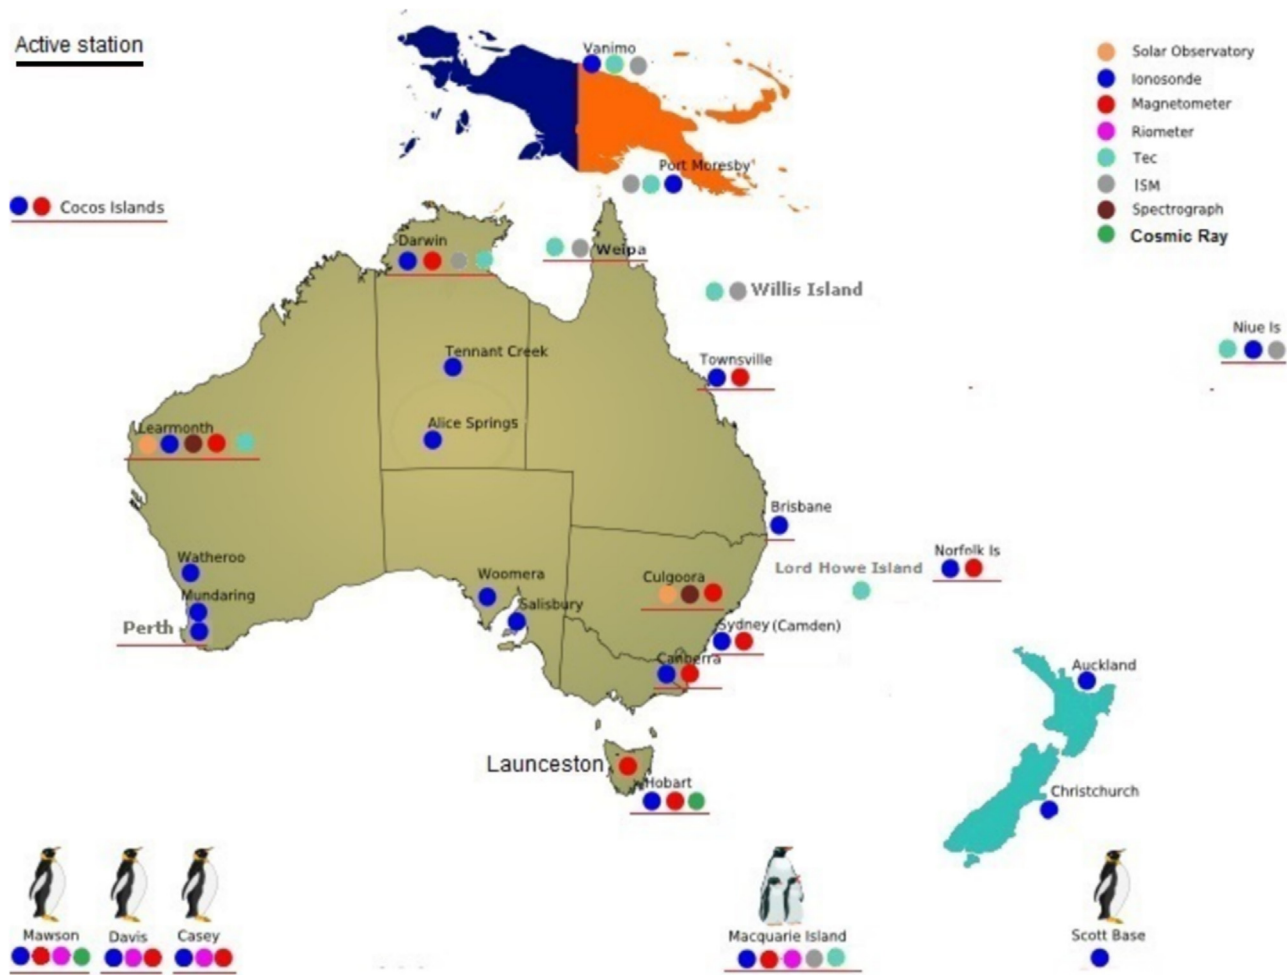 Active station
Vanimo
Solar Observatory
Ionosonde
Magnetometer
Riometer
Tec
ISM
Spectrograph
Cosmic Ray
Port Moresby
Cocos Islands
Darwin
Weipa
Willis Island
Niue Is
Tennant Creek
Townsville
Learmonth
Alice Springs
Brisbane
Norfolk Is
Watheroo
Lord Howe Island
Woomera
Culgoora
Mundaring
Salisbury
Perth
Sydney (Camden)
Canberra
Auckland
Launceston
Hobart
Christchurch
Mawson
Davis
Casey
Macquarie Island
Scott Base